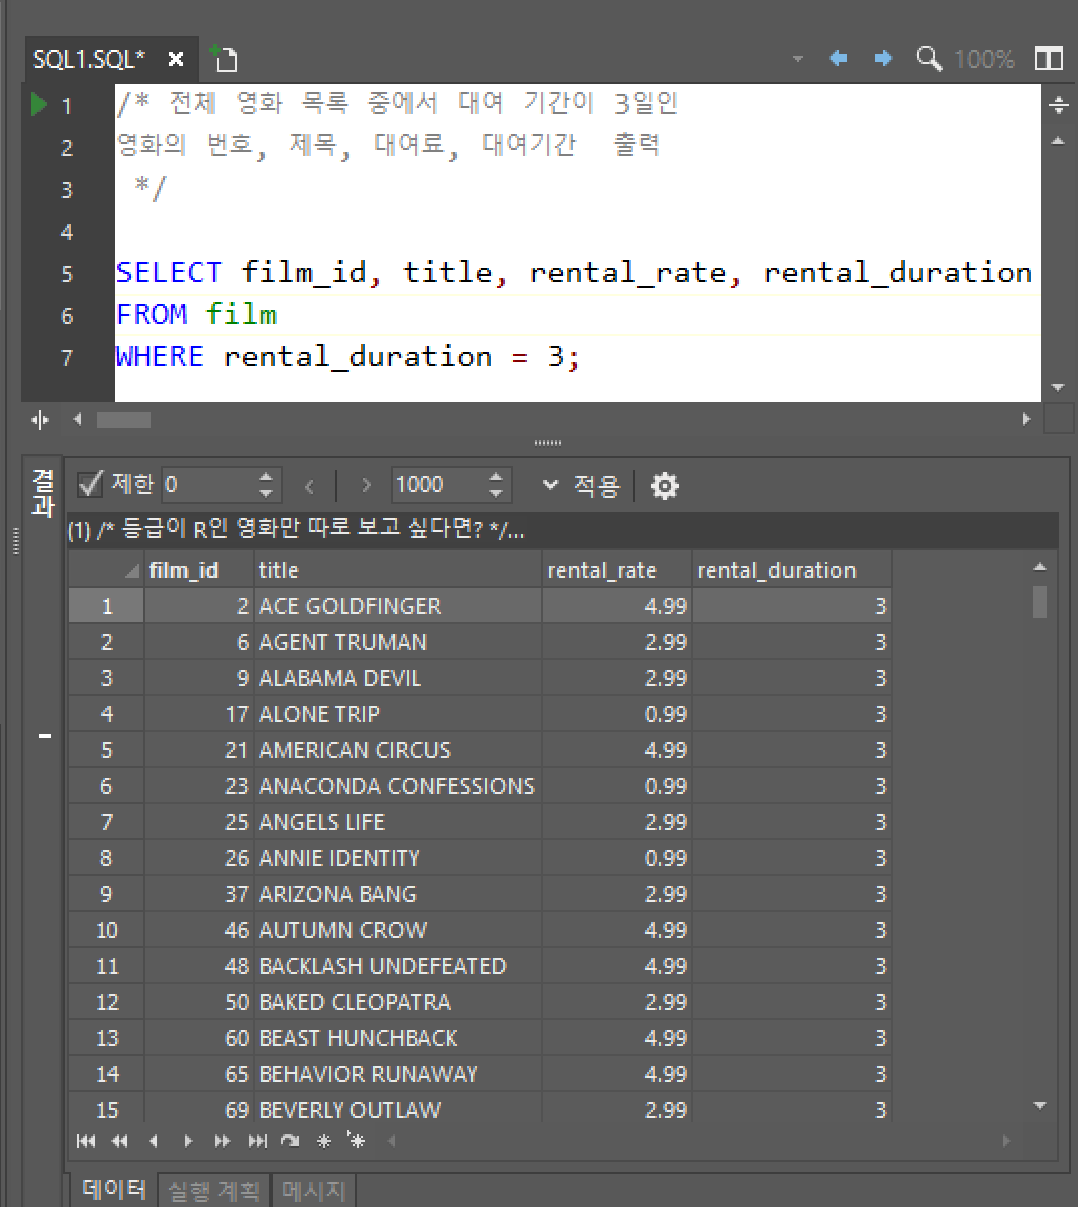 SQL1.SQL*
100%
1 /* 전체 영화 목록 중에서 대여 기간이 3일인
2 영화의 번호, 제목, 대여료, 대여기간 출력
3 */
4
5 SELECT film_id, title, rental_rate, rental_duration
6 FROM film
7 WHERE rental_duration = 3;
결과
제한 0 1000 적용
(1) /* 등급이 R인 영화만 따로 보고 싶다면? */...
film_id title rental_rate rental_duration
1 2 ACE GOLDFINGER 4.99 3
2 6 AGENT TRUMAN 2.99 3
3 9 ALABAMA DEVIL 2.99 3
4 17 ALONE TRIP 0.99 3
5 21 AMERICAN CIRCUS 4.99 3
6 23 ANACONDA CONFESSIONS 0.99 3
7 25 ANGELS LIFE 2.99 3
8 26 ANNIE IDENTITY 0.99 3
9 37 ARIZONA BANG 2.99 3
10 46 AUTUMN CROW 4.99 3
11 48 BACKLASH UNDEFEATED 4.99 3
12 50 BAKED CLEOPATRA 2.99 3
13 60 BEAST HUNCHBACK 4.99 3
14 65 BEHAVIOR RUNAWAY 4.99 3
15 69 BEVERLY OUTLAW 2.99 3
데이터 실행 계획 메시지